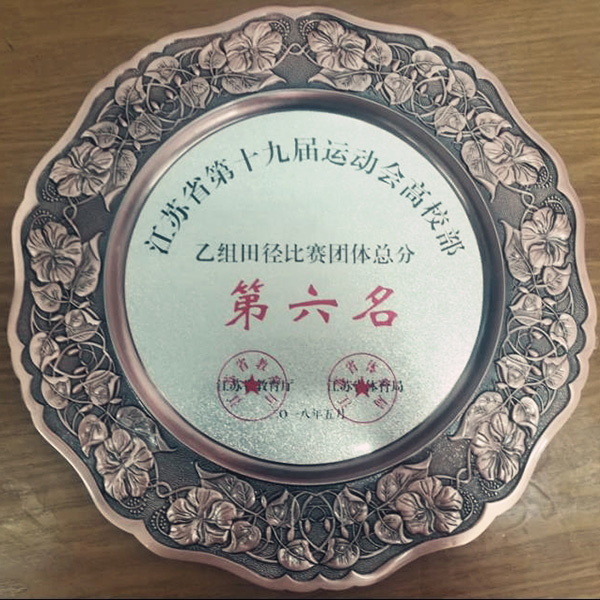 江苏省第十九届运动会高校部
乙组田径比赛团体总分
第六名
江苏省教育厅 江苏省体育局
二〇一八年五月